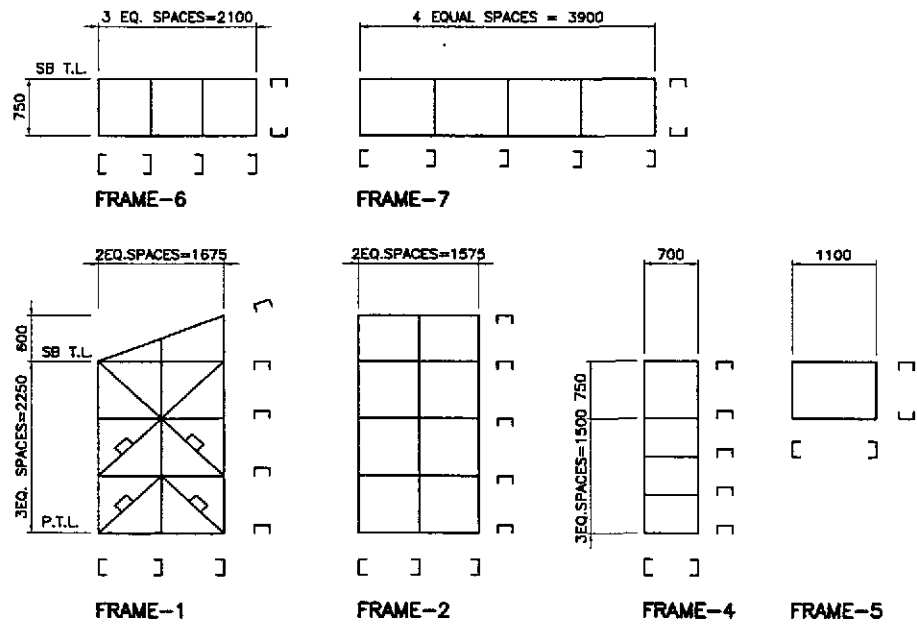 3 EQ. SPACES=2100
4 EQUAL SPACES = 3900
SB T.L.
750
FRAME-6
FRAME-7
2EQ.SPACES=1675
2EQ.SPACES=1575
700
1100
600
SB T.L.
3EQ. SPACES=2250
P.T.L.
750
3EQ.SPACES=1500
FRAME-1
FRAME-2
FRAME-4
FRAME-5